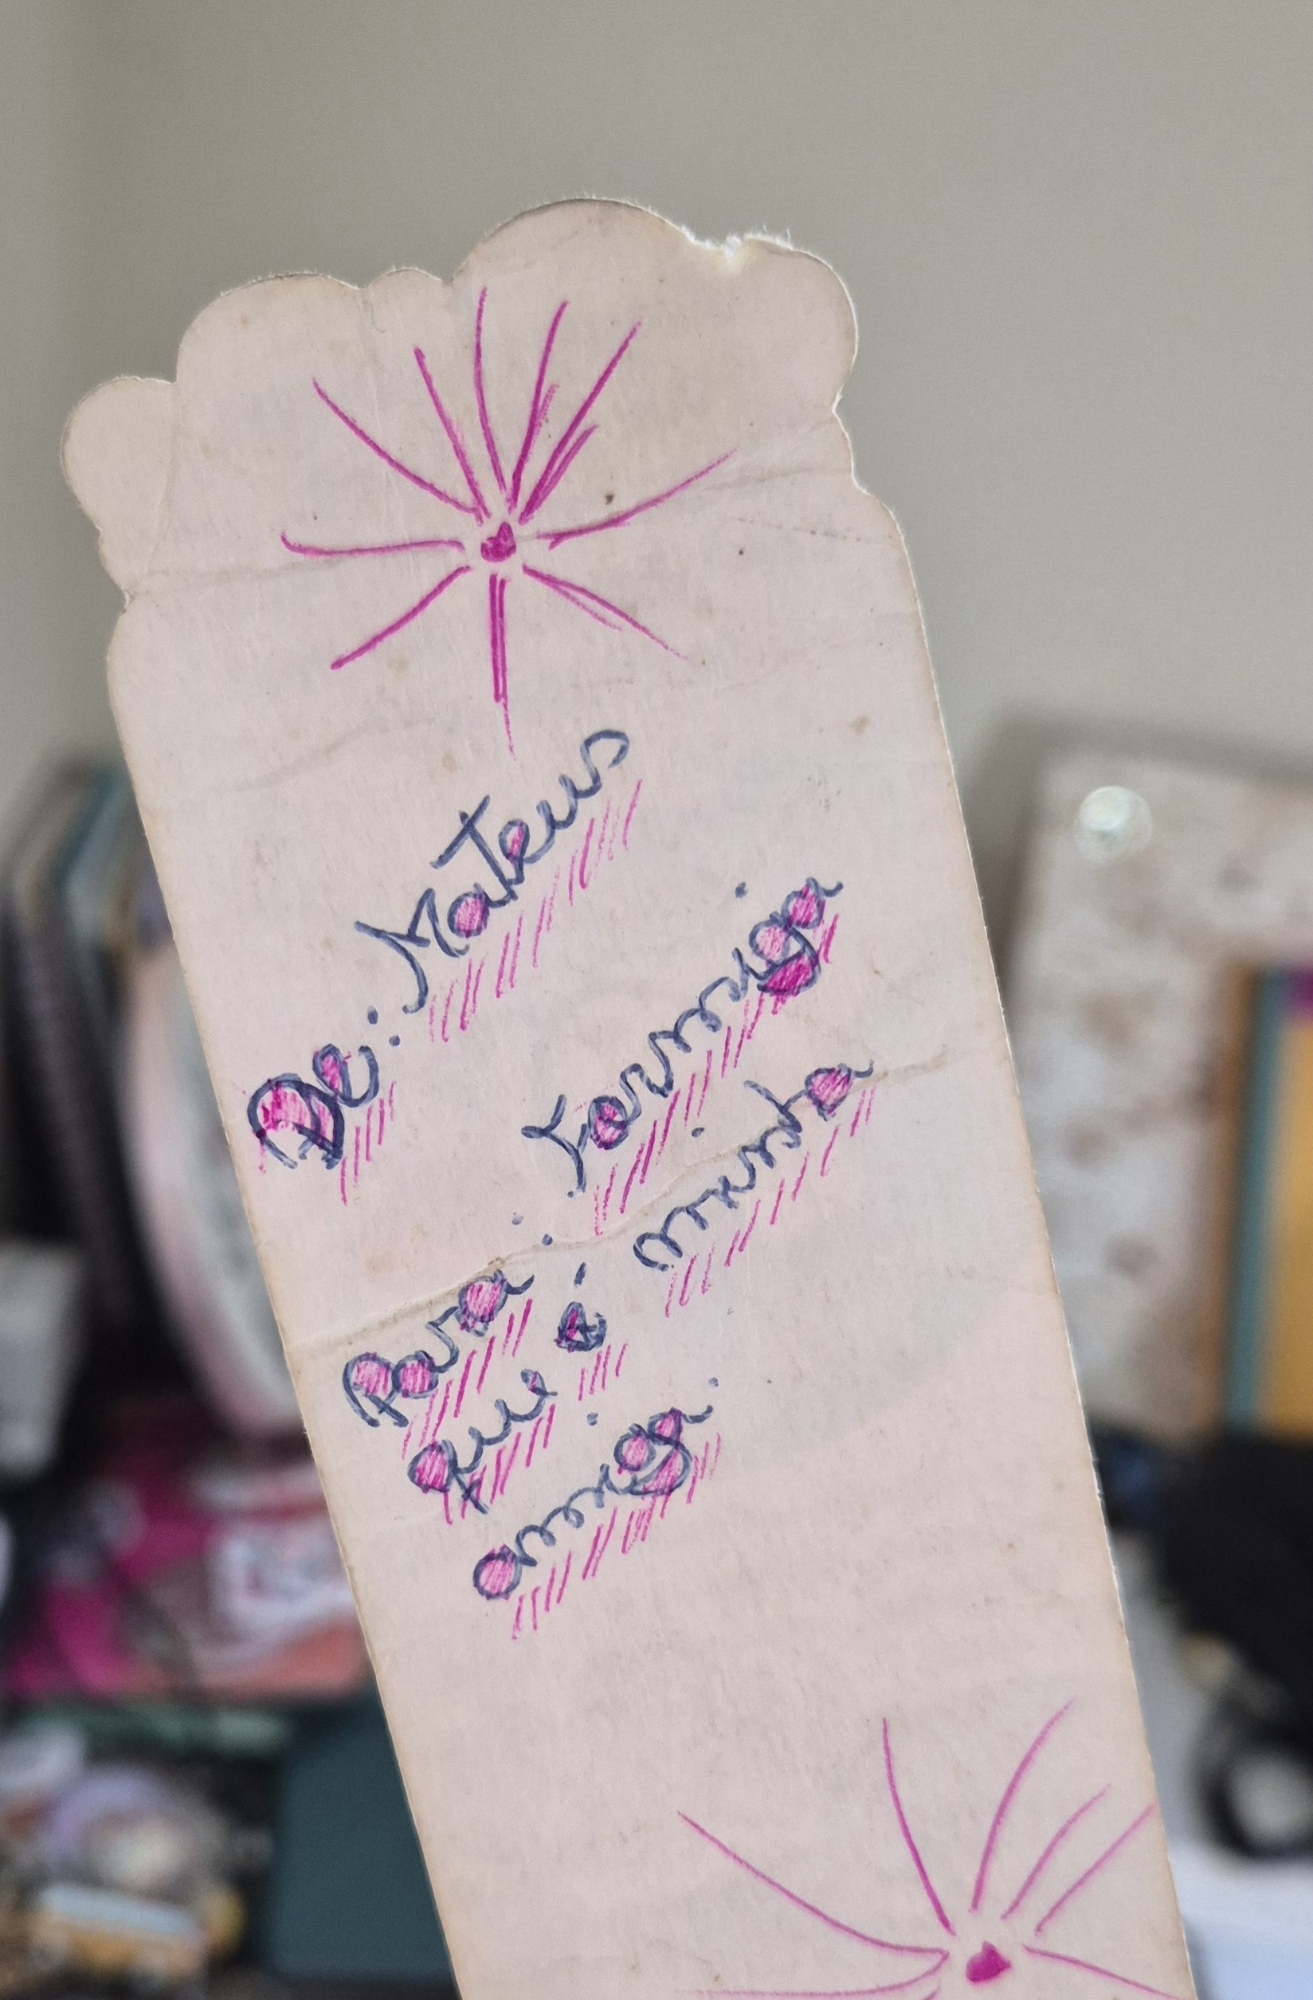 De: Mateus
Para: Formiga
que é minha
amiga.